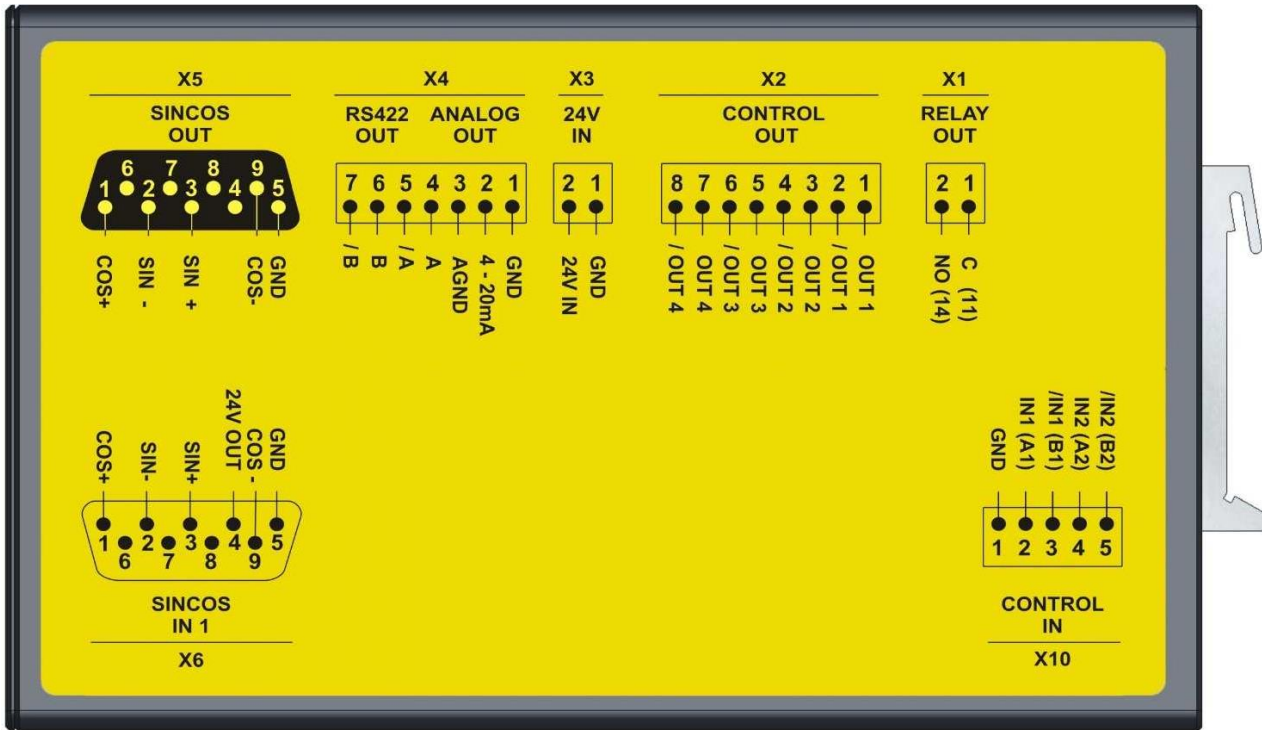 X5
SINCOS
OUT
6 7 8 9
1 2 3 4 5
COS+
SIN -
SIN +
COS-
GND
X4
RS422 ANALOG
OUT OUT
7 6 5 4 3 2 1
/B
B
/A
A
AGND
4 - 20mA
GND
X3
24V
IN
2 1
24V IN
GND
X2
CONTROL
OUT
8 7 6 5 4 3 2 1
/OUT 4
OUT 4
/OUT 3
OUT 3
/OUT 2
OUT 2
/OUT 1
OUT 1
X1
RELAY
OUT
2 1
NO (14)
C (11)
COS+
SIN-
SIN+
24V OUT
COS -
GND
1 2 3 4 5
6 7 8 9
SINCOS
IN 1
X6
GND
IN1 (A1)
/IN1 (B1)
IN2 (A2)
/IN2 (B2)
1 2 3 4 5
CONTROL
IN
X10